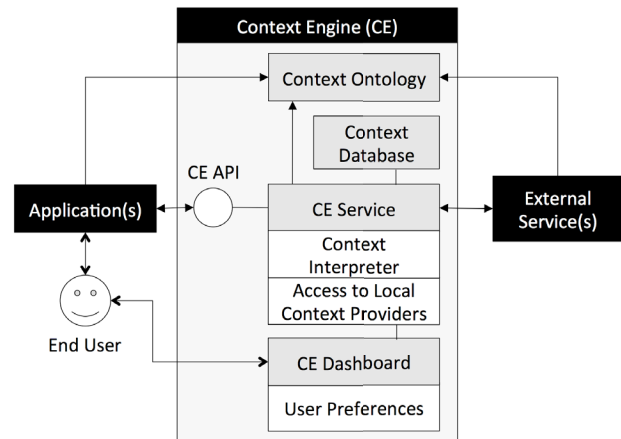 Context Engine (CE)
Context Ontology
Context
Database
CE API
Application(s)
CE Service
External
Service(s)
Context
Interpreter
Access to Local
Context Providers
End User
CE Dashboard
User Preferences